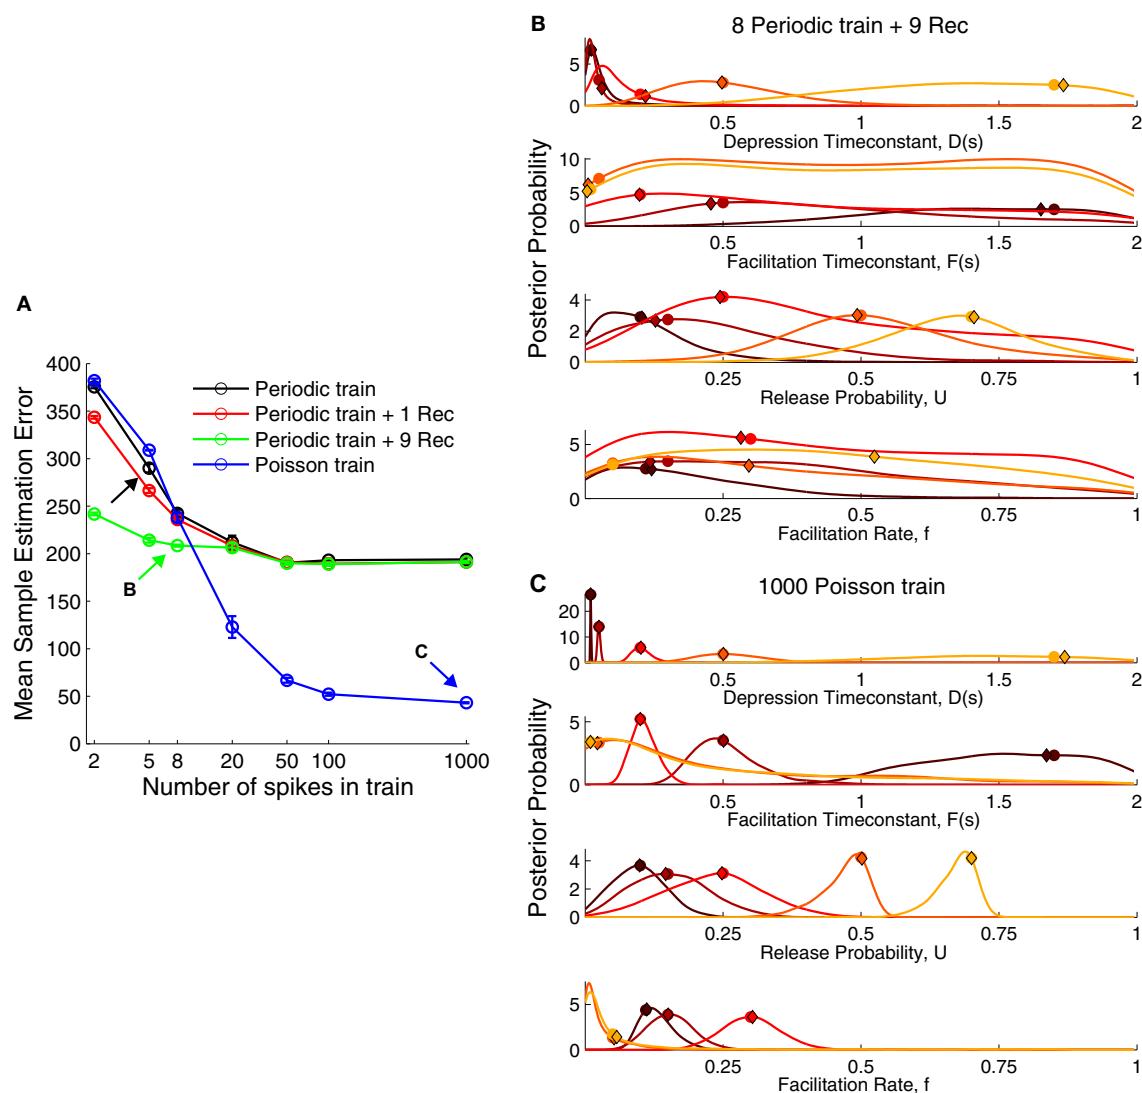 A
400
350
300
250
200
150
100
50
0
Mean Sample Estimation Error
Periodic train
Periodic train + 1 Rec
Periodic train + 9 Rec
Poisson train
B
C
2 5 8 20 50 100 1000
Number of spikes in train
B
8 Periodic train + 9 Rec
Posterior Probability
5
0
0.5 1 1.5 2
Depression Timeconstant, D(s)
10
5
0
0.5 1 1.5 2
Facilitation Timeconstant, F(s)
4
2
0
0.25 0.5 0.75 1
Release Probability, U
5
0
0.25 0.5 0.75 1
Facilitation Rate, f
C
1000 Poisson train
Posterior Probability
20
10
0
0.5 1 1.5 2
Depression Timeconstant, D(s)
5
0
0.5 1 1.5 2
Facilitation Timeconstant, F(s)
4
2
0
0.25 0.5 0.75 1
Release Probability, U
5
0
0.25 0.5 0.75 1
Facilitation Rate, f